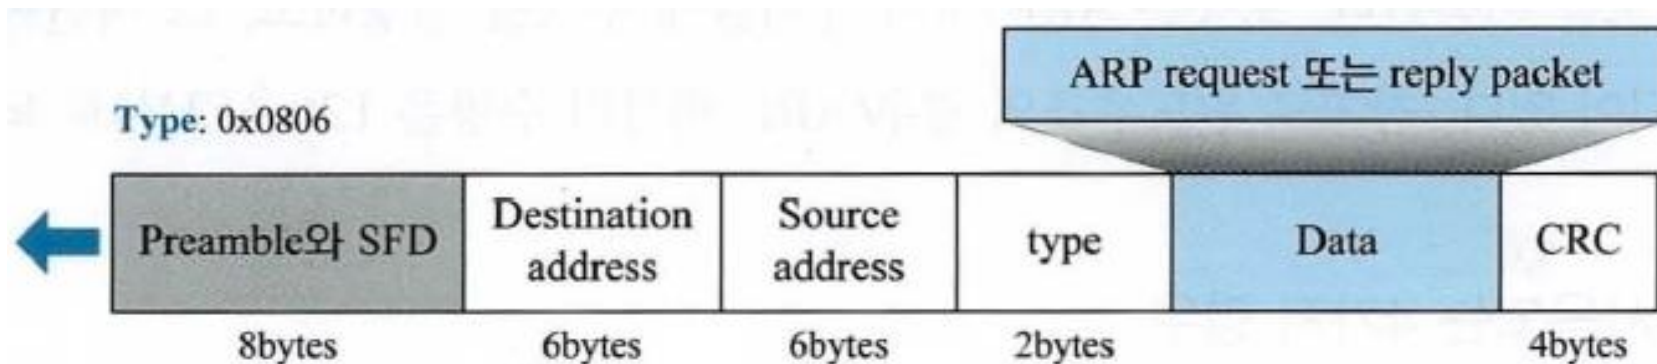 ARP request 또는 reply packet
Type: 0x0806
Preamble와 SFD
Destination
address
Source
address
type
Data
CRC
8bytes
6bytes
6bytes
2bytes
4bytes